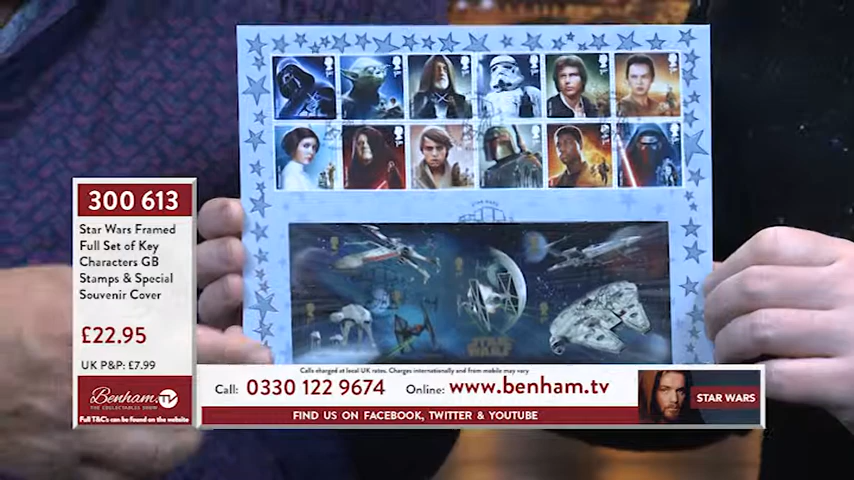 300 613
Star Wars Framed
Full Set of Key
Characters GB
Stamps & Special
Souvenir Cover
£22.95
UK P&P: £7.99
Benham.TV
THE COLLECTABLES SHOW
Full T&C's can be found on the website
STAR WARS
STAR WARS
Calls charged at local UK rates. Charges internationally and from mobile may vary
Call: 0330 122 9674 Online: www.benham.tv
FIND US ON FACEBOOK, TWITTER & YOUTUBE
STAR WARS